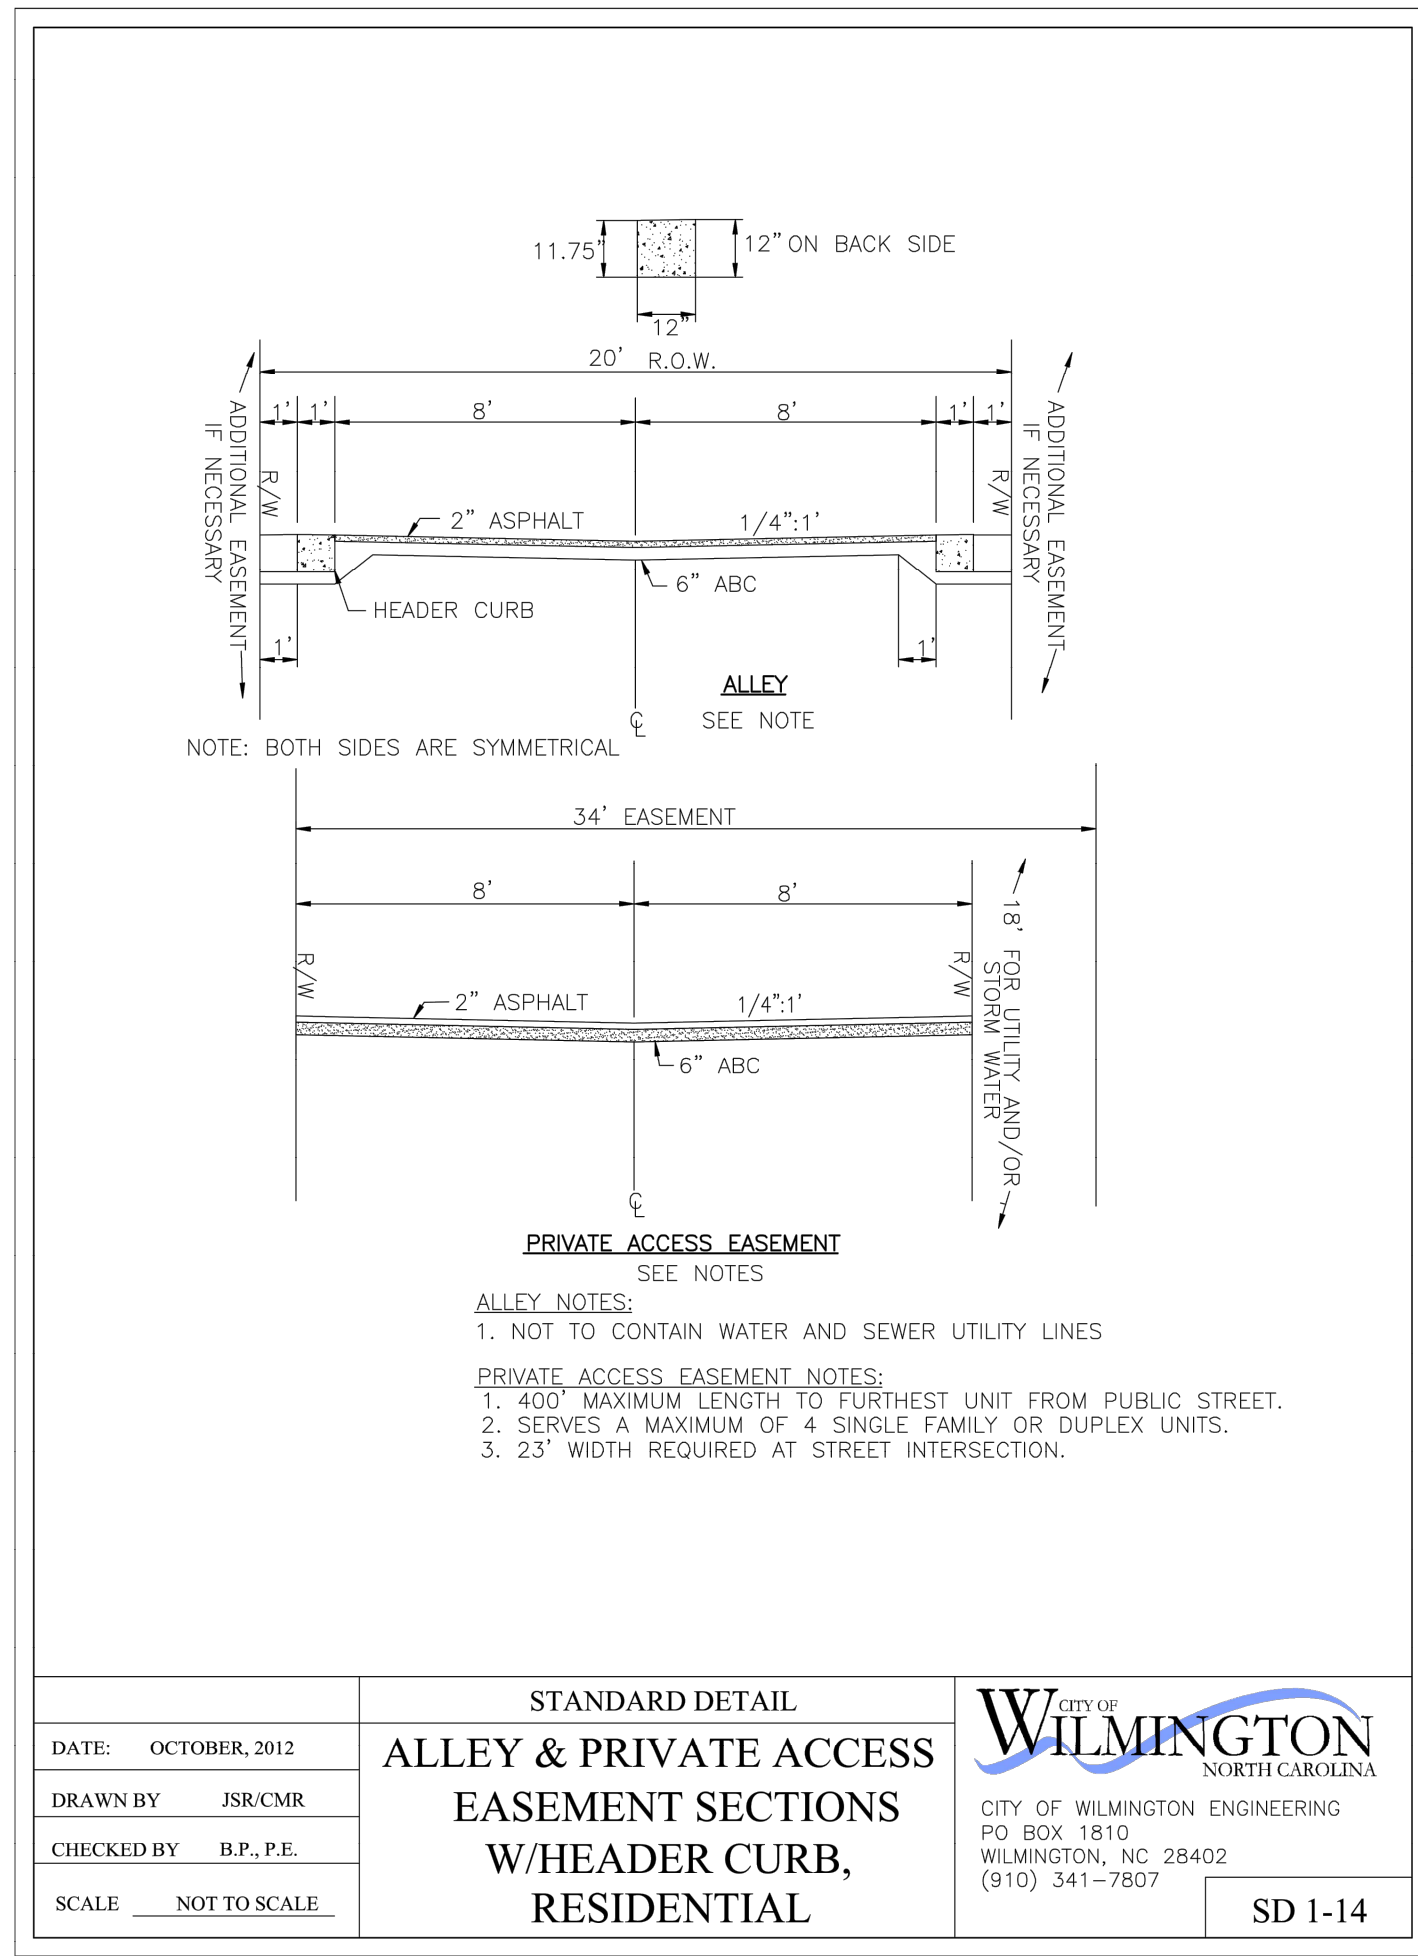 11.75"
12" ON BACK SIDE
12"
20' R.O.W.
1' 1' 8' 8' 1' 1'
ADDITIONAL EASEMENT
IF NECESSARY
R/W
R/W
ADDITIONAL EASEMENT
IF NECESSARY
2" ASPHALT
1/4":1'
6" ABC
HEADER CURB
1'
1'
ALLEY
SEE NOTE
CL
NOTE: BOTH SIDES ARE SYMMETRICAL
34' EASEMENT
8' 8'
R/W
R/W
18' FOR UTILITY AND/OR
STORM WATER
2" ASPHALT
1/4":1'
6" ABC
CL
PRIVATE ACCESS EASEMENT
SEE NOTES
ALLEY NOTES:
1. NOT TO CONTAIN WATER AND SEWER UTILITY LINES
PRIVATE ACCESS EASEMENT NOTES:
1. 400' MAXIMUM LENGTH TO FURTHEST UNIT FROM PUBLIC STREET.
2. SERVES A MAXIMUM OF 4 SINGLE FAMILY OR DUPLEX UNITS.
3. 23' WIDTH REQUIRED AT STREET INTERSECTION.
DATE: OCTOBER, 2012
DRAWN BY JSR/CMR
CHECKED BY B.P., P.E.
SCALE NOT TO SCALE
STANDARD DETAIL
ALLEY & PRIVATE ACCESS
EASEMENT SECTIONS
W/HEADER CURB,
RESIDENTIAL
CITY OF
WILMINGTON
NORTH CAROLINA
CITY OF WILMINGTON ENGINEERING
PO BOX 1810
WILMINGTON, NC 28402
(910) 341-7807
SD 1-14